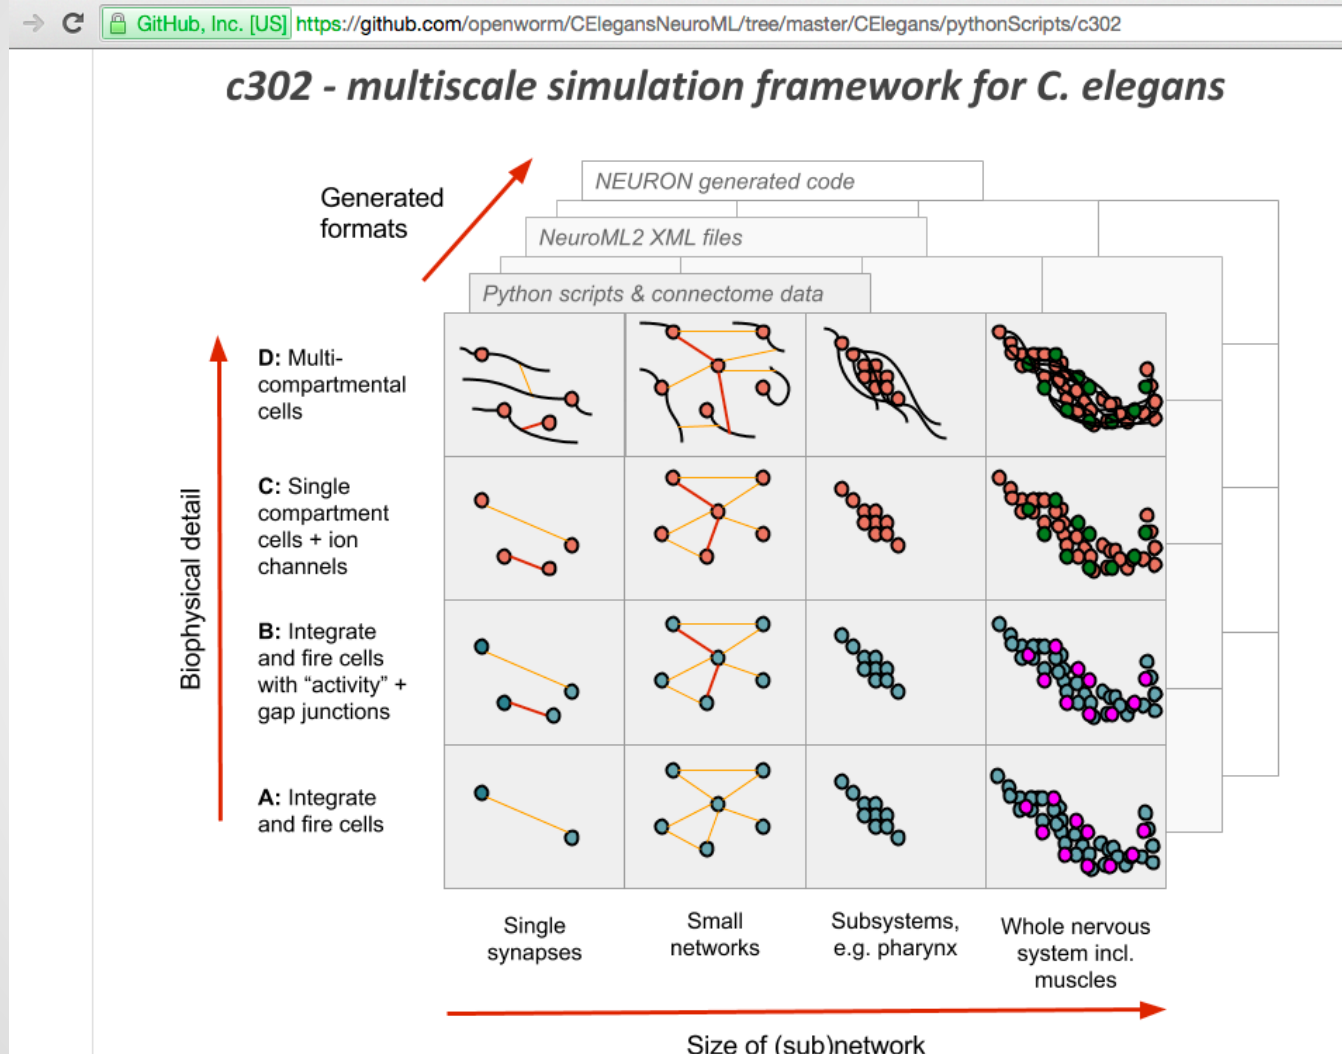 GitHub, Inc. [US] https://github.com/openworm/CElegansNeuroML/tree/master/CElegans/pythonScripts/c302
c302 - multiscale simulation framework for C. elegans
Generated
formats
NEURON generated code
NeuroML2 XML files
Python scripts & connectome data
Biophysical detail
D: Multi-
compartmental
cells
C: Single
compartment
cells + ion
channels
B: Integrate
and fire cells
with “activity” +
gap junctions
A: Integrate
and fire cells
Single
synapses
Small
networks
Subsystems,
e.g. pharynx
Whole nervous
system incl.
muscles
Size of (sub)network